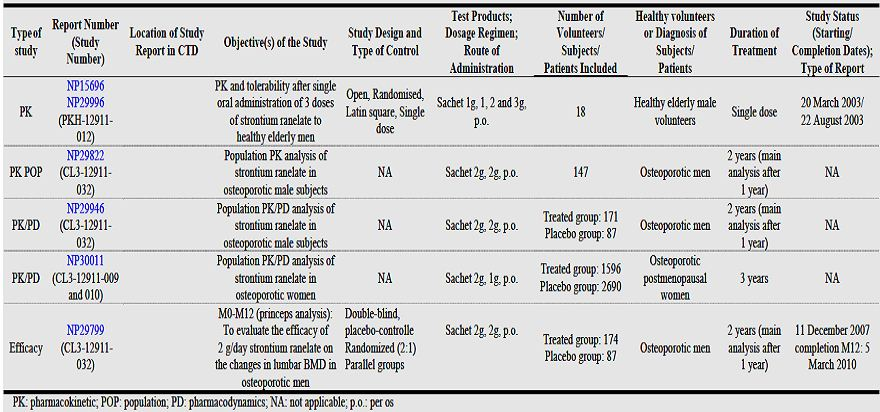 Type of study
Report Number (Study Number)
Location of Study Report in CTD
Objective(s) of the Study
Study Design and Type of Control
Test Products; Dosage Regimen; Route of Administration
Number of Volunteers/ Subjects/ Patients Included
Healthy volunteers or Diagnosis of Subjects/ Patients
Duration of Treatment
Study Status (Starting/ Completion Dates); Type of Report
PK
NP15696
NP29996
(PKH-12911-
012)
PK and tolerability after single
oral administration of 3 doses
of strontium ranelate to
healthy elderly men
Open, Randomised,
Latin square, Single
dose
Sachet 1g, 1, 2 and 3g,
p.o.
18
Healthy elderly male
volunteers
Single dose
20 March 2003/
22 August 2003
PK POP
NP29822
(CL3-12911-
032)
Population PK analysis of
strontium ranelate in
osteoporotic male subjects
NA
Sachet 2g, 2g, p.o.
147
Osteoporotic men
2 years (main
analysis after
1 year)
NA
PK/PD
NP29946
(CL3-12911-
032)
Population PK/PD analysis of
strontium ranelate in
osteoporotic male subjects
NA
Sachet 2g, 2g, p.o.
Treated group: 171
Placebo group: 87
Osteoporotic men
2 years (main
analysis after
1 year)
NA
PK/PD
NP30011
(CL3-12911-009
and 010)
Population PK/PD analysis of
strontium ranelate in
osteoporotic women
NA
Sachet 2g, 1g, p.o.
Treated group: 1596
Placebo group: 2690
Osteoporotic
postmenopausal
women
3 years
NA
Efficacy
NP29799
(CL3-12911-
032)
M0-M12 (princeps analysis):
To evaluate the efficacy of
2 g/day strontium ranelate on
the changes in lumbar BMD in
osteoporotic men
Double-blind,
placebo-controlle
Randomized (2:1)
Parallel groups
Sachet 2g, 2g, p.o.
Treated group: 174
Placebo group: 87
Osteoporotic men
2 years (main
analysis after
1 year)
11 December 2007
completion M12: 5
March 2010
PK: pharmacokinetic; POP: population; PD: pharmacodynamics; NA: not applicable; p.o.: per os